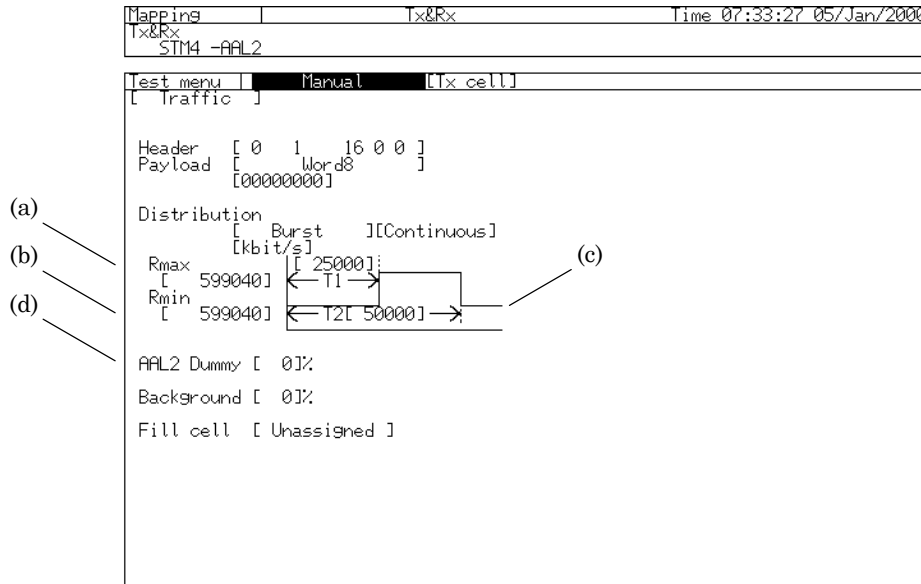 Mapping Tx&Rx Time 07:33:27 05/Jan/2000
Tx&Rx
STM4 -AAL2
Test menu Manual [Tx cell]
[ Traffic ]
Header [ 0 1 16 0 0 ]
Payload [ Word8 ]
[00000000]
(a)
Distribution
[ Burst ][Continuous]
[kbit/s]
(b)
Rmax [ 25000]
(c)
[ 599040] T1
(d)
Rmin
[ 599040] T2[ 50000]
AAL2 Dummy [ 0]%
Background [ 0]%
Fill cell [ Unassigned ]